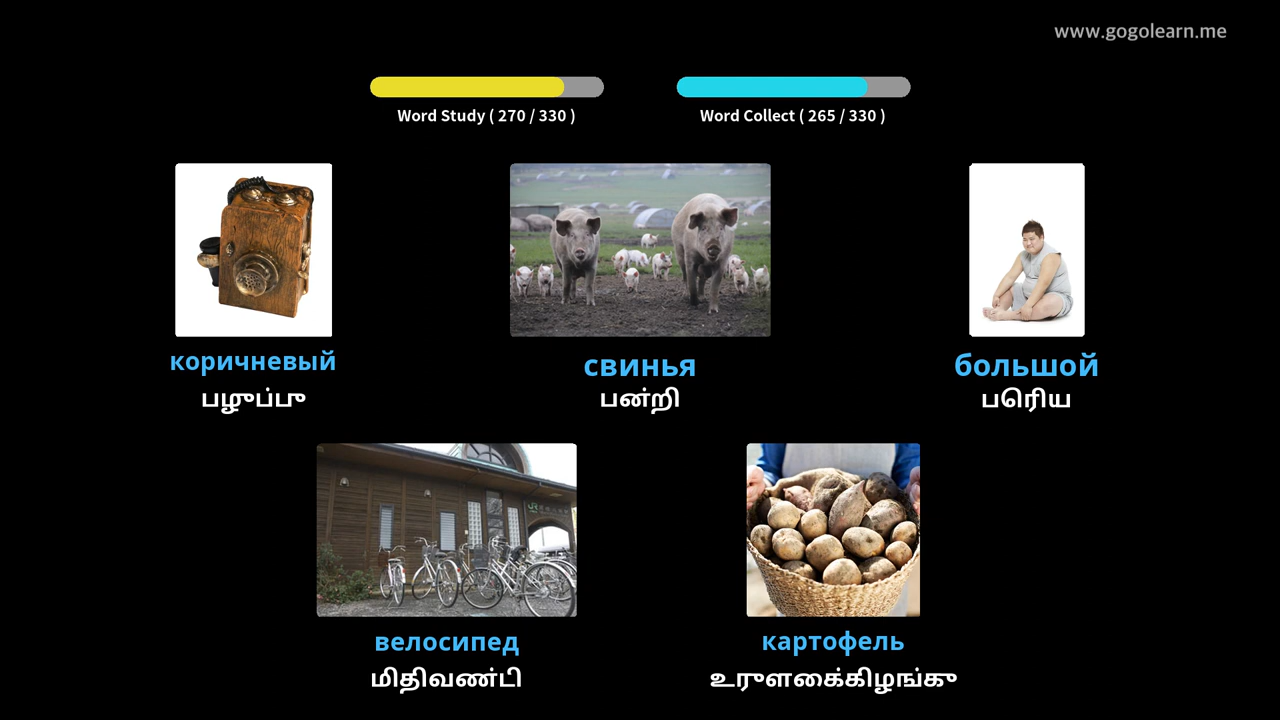 www.gogolearn.me
Word Study ( 270 / 330 )
Word Collect ( 265 / 330 )
коричневый
свинья
большой
பழுப்பு
பன்றி
பெரிய
JR
велосипед
картофель
மிதிவண்டி
உருளைக்கிழங்கு